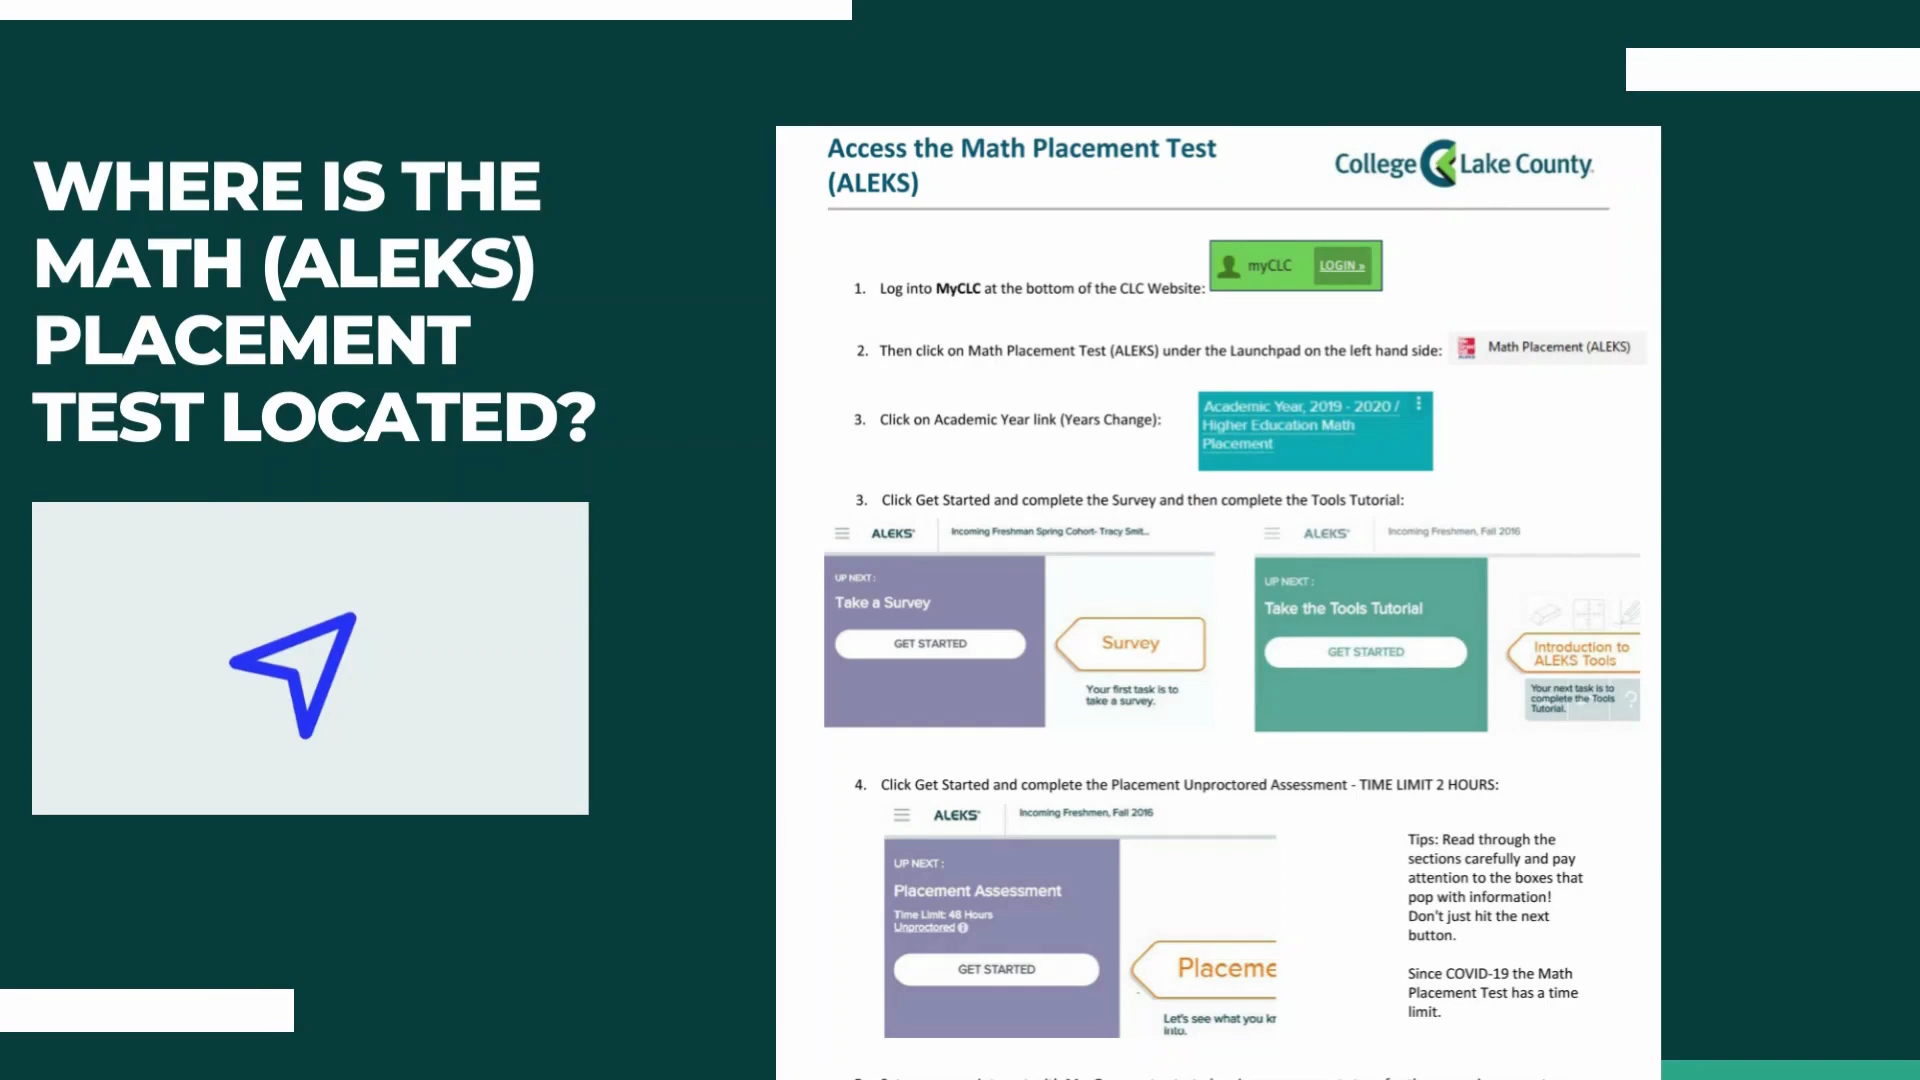 WHERE IS THE
MATH (ALEKS)
PLACEMENT
TEST LOCATED?
Access the Math Placement Test
(ALEKS)
College Lake County
1. Log into MyCLC at the bottom of the CLC Website:
myCLC LOGIN »
2. Then click on Math Placement Test (ALEKS) under the Launchpad on the left hand side:
Math Placement (ALEKS)
3. Click on Academic Year link (Years Change):
Academic Year, 2019 - 2020 /
Higher Education Math
Placement
3. Click Get Started and complete the Survey and then complete the Tools Tutorial:
ALEKS® Incoming Freshman Spring Cohort- Tracy Smit...
UP NEXT :
Take a Survey
GET STARTED
Survey
Your first task is to
take a survey.
ALEKS® Incoming Freshmen, Fall 2016
UP NEXT :
Take the Tools Tutorial
GET STARTED
Introduction to
ALEKS Tools
Your next task is to
complete the Tools
Tutorial.
4. Click Get Started and complete the Placement Unproctored Assessment - TIME LIMIT 2 HOURS:
ALEKS® Incoming Freshmen, Fall 2016
UP NEXT :
Placement Assessment
Time Limit: 48 Hours
Unproctored
GET STARTED
Placeme
Let's see what you kr
into.
Tips: Read through the
sections carefully and pay
attention to the boxes that
pop with information!
Don't just hit the next
button.
Since COVID-19 the Math
Placement Test has a time
limit.